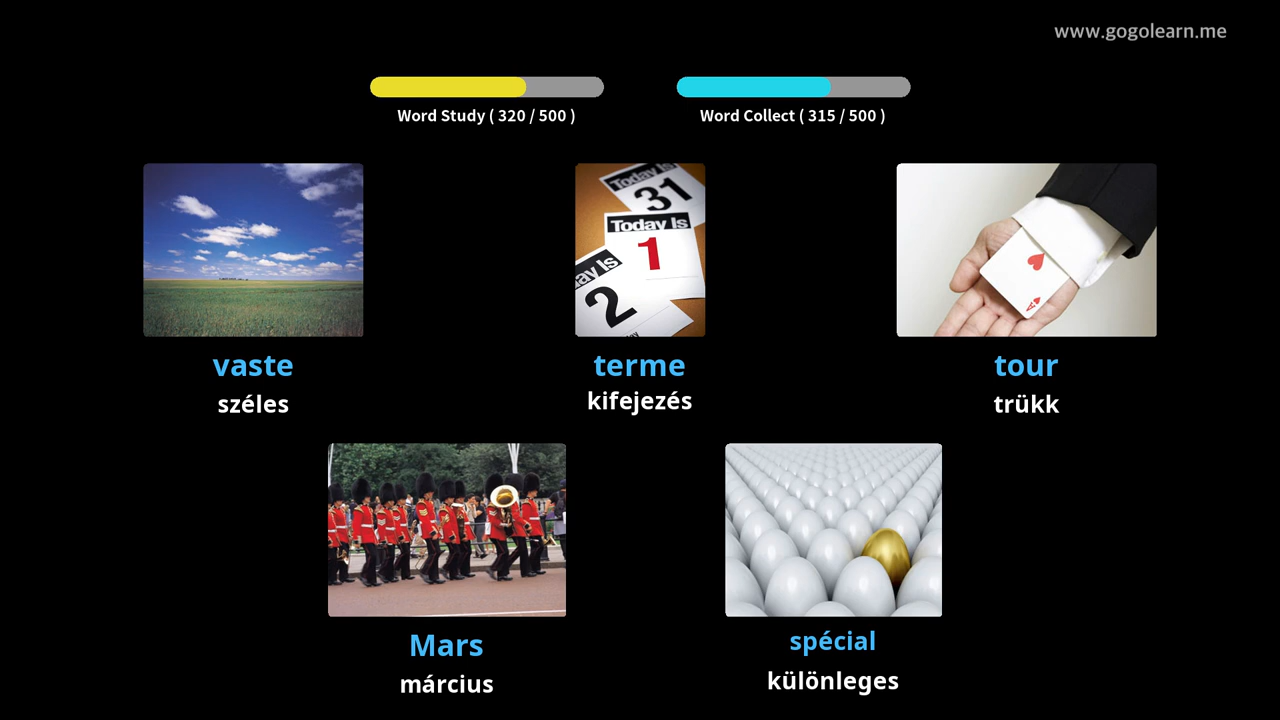 www.gogolearn.me
Word Study ( 320 / 500 )
Word Collect ( 315 / 500 )
Today Is
31
Today Is
1
day Is
2
vaste
terme
tour
széles
kifejezés
trükk
A
Mars
spécial
március
különleges